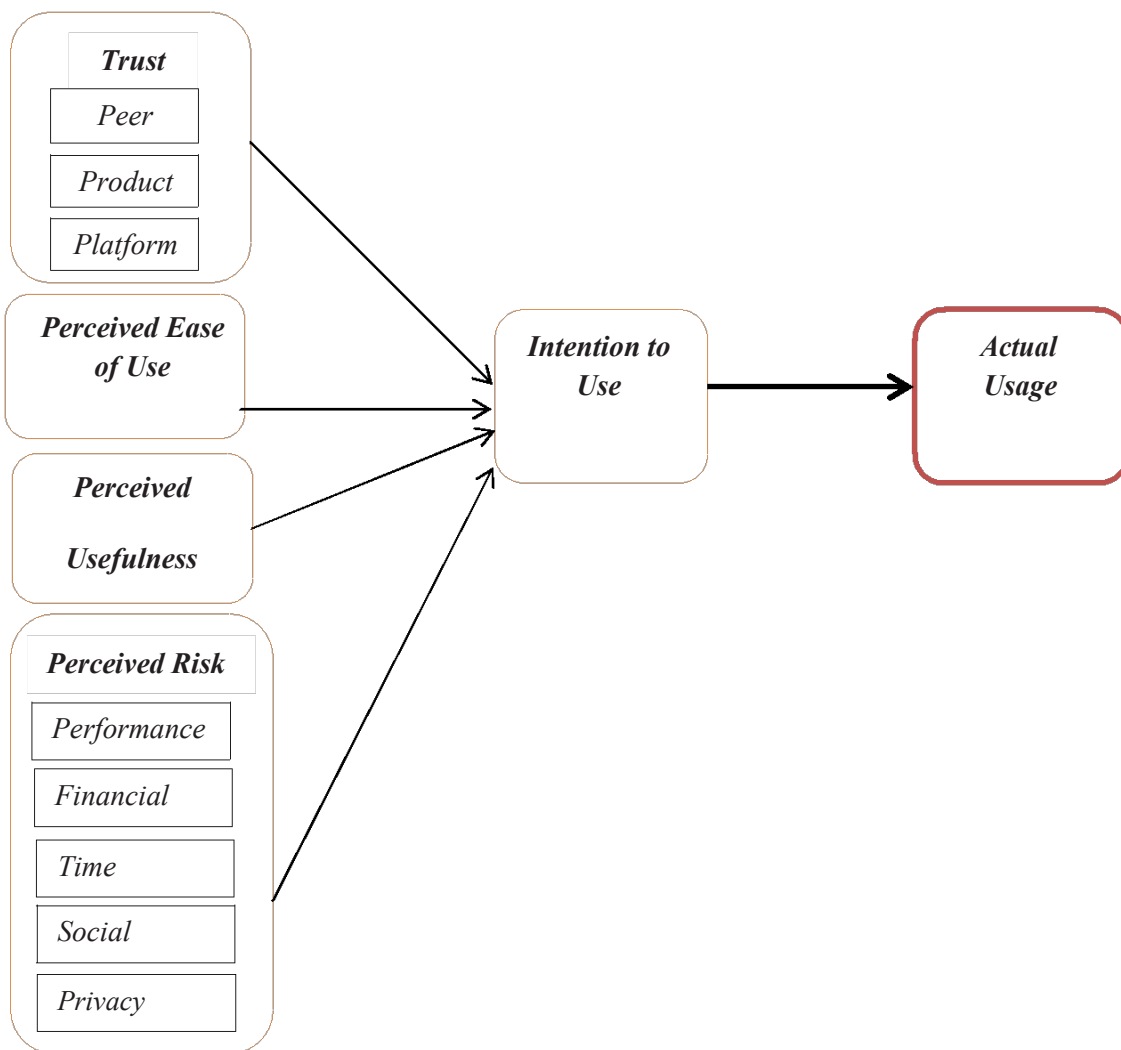 Trust
Peer
Product
Platform
Perceived Ease
of Use
Perceived
Usefulness
Perceived Risk
Performance
Financial
Time
Social
Privacy
Intention to
Use
Actual
Usage